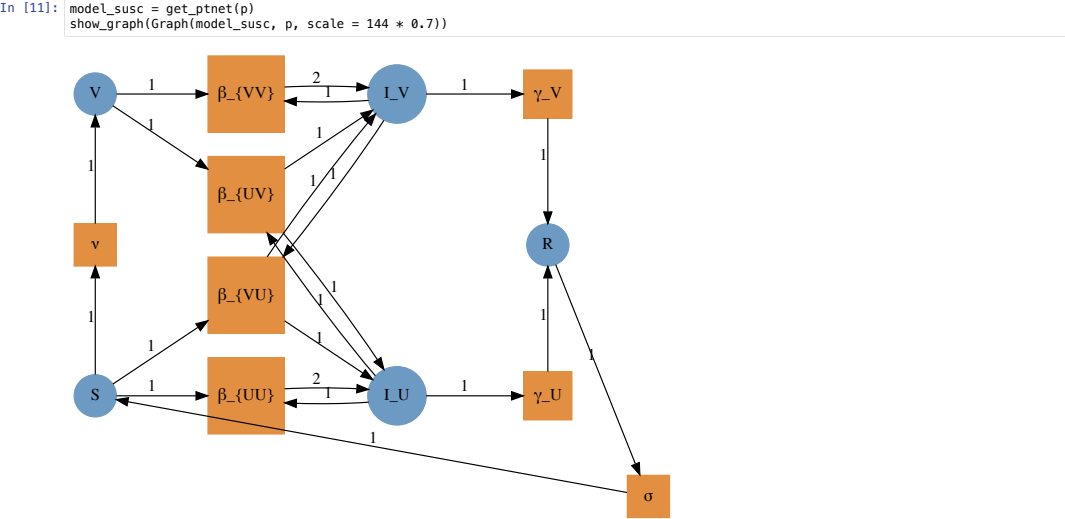 In [11]:
model_susc = get_ptnet(p)
show_graph(Graph(model_susc, p, scale = 144 * 0.7))
V
1
β_{VV}
2
1
I_V
1
γ_V
1
1
β_{UV}
1
1
1
1
1
ν
R
β_{VU}
1
1
1
1
1
1
1
S
1
β_{UU}
2
1
I_U
1
γ_U
1
σ